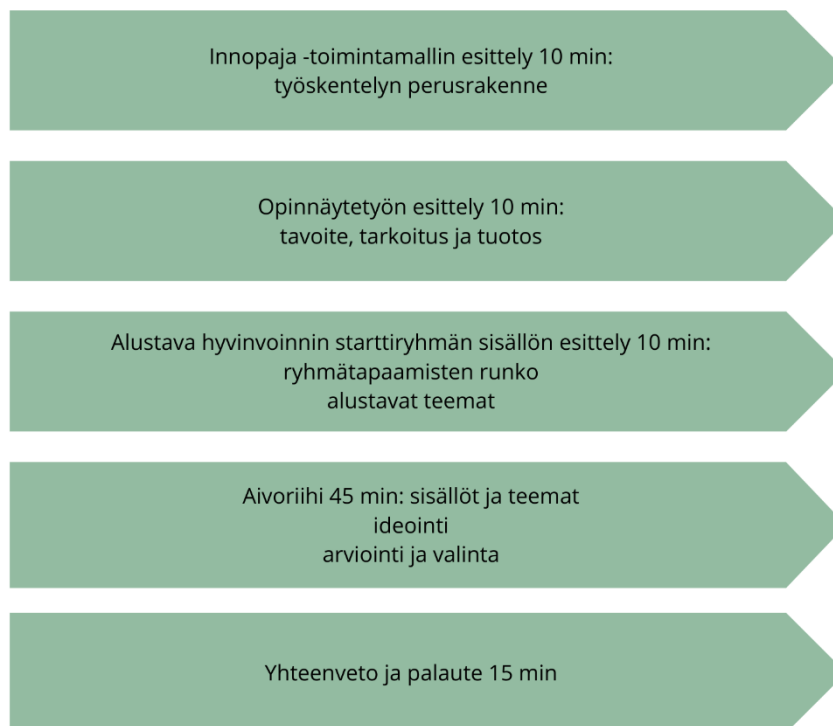 Innopaja -toimintamallin esittely 10 min:
työskentelyn perusrakenne
Opinnäytetyön esittely 10 min:
tavoite, tarkoitus ja tuotos
Alustava hyvinvoinnin starttiryhmän sisällön esittely 10 min:
ryhmätapaamisten runko
alustavat teemat
Aivoriihi 45 min: sisällöt ja teemat
ideointi
arviointi ja valinta
Yhteenveto ja palaute 15 min